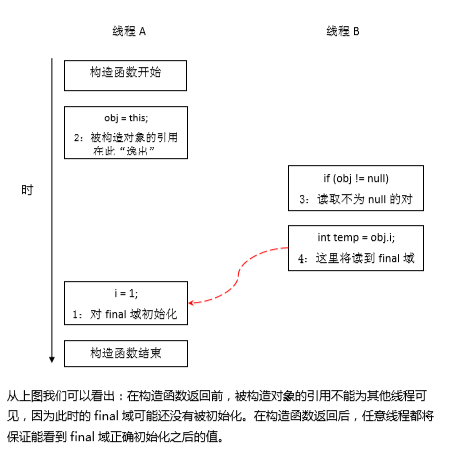 线程 A
线程 B
构造函数开始
obj = this;
2：被构造对象的引用
在此“逸出”
if (obj != null)
3：读取不为 null 的对
时
int temp = obj.i;
4：这里将读到 final 域
i = 1;
1：对 final 域初始化
构造函数结束
从上图我们可以看出：在构造函数返回前，被构造对象的引用不能为其他线程可
见，因为此时的 final 域可能还没有被初始化。在构造函数返回后，任意线程都将
保证能看到 final 域正确初始化之后的值。